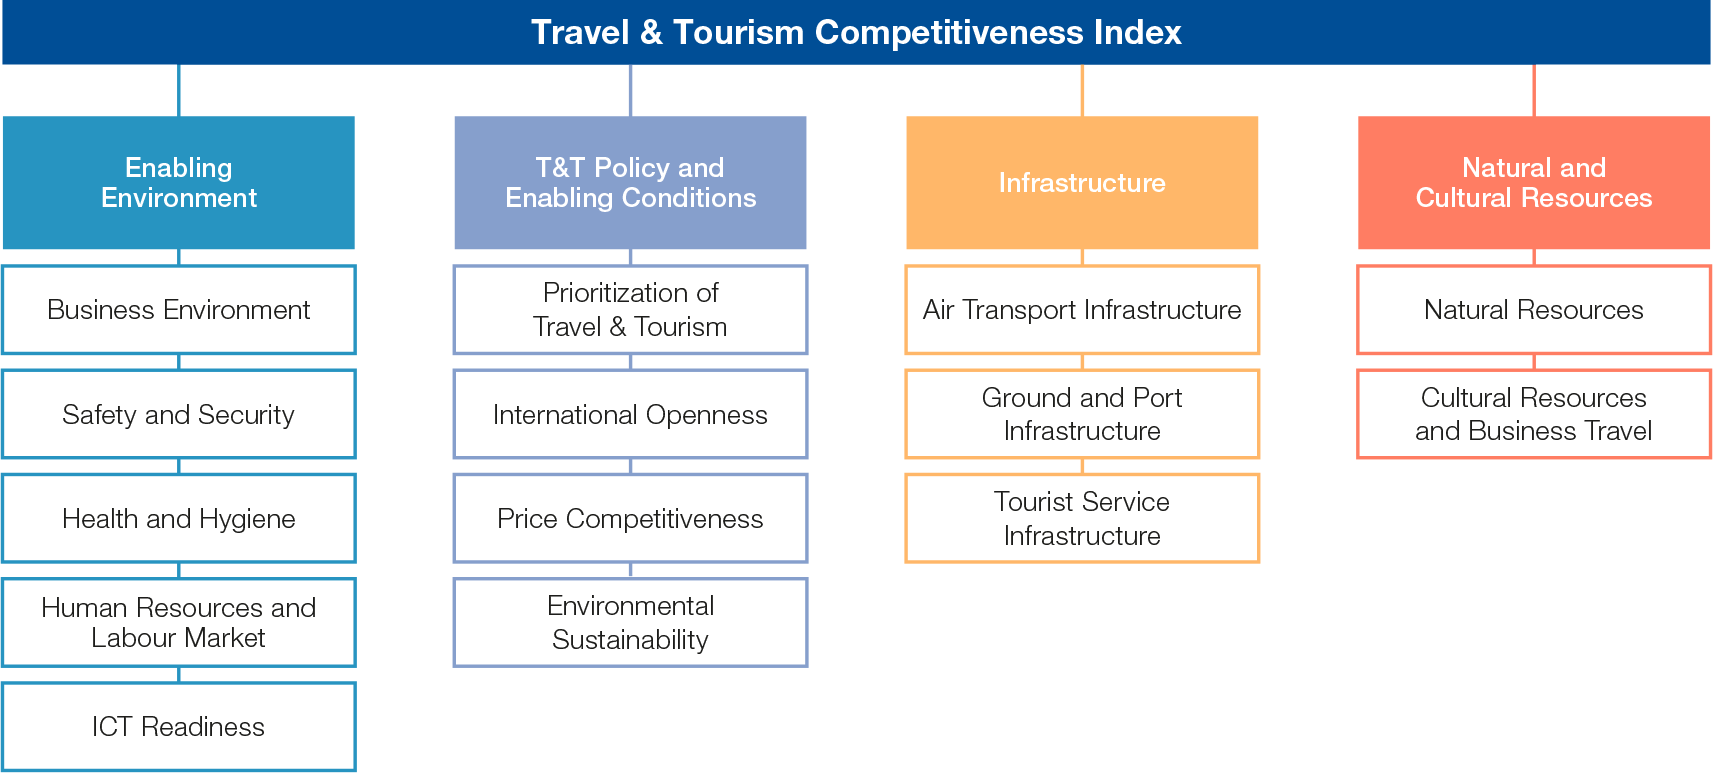 Travel & Tourism Competitiveness Index
Enabling
Environment
Business Environment
Safety and Security
Health and Hygiene
Human Resources and
Labour Market
ICT Readiness
T&T Policy and
Enabling Conditions
Prioritization of
Travel & Tourism
International Openness
Price Competitiveness
Environmental
Sustainability
Infrastructure
Air Transport Infrastructure
Ground and Port
Infrastructure
Tourist Service
Infrastructure
Natural and
Cultural Resources
Natural Resources
Cultural Resources
and Business Travel